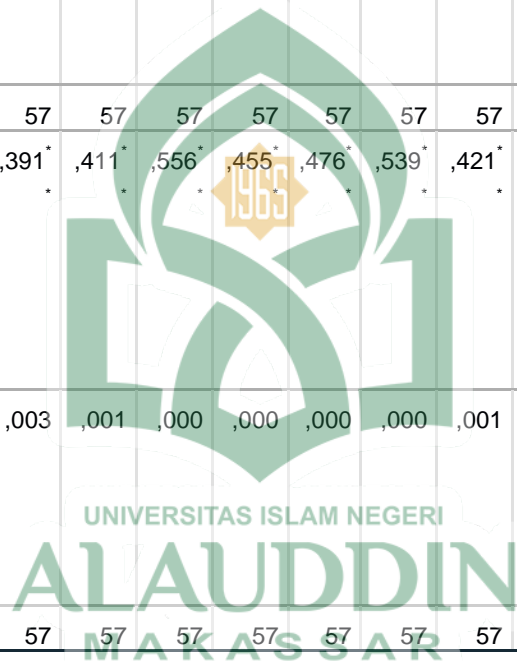 57 57 57 57 57 57 57
,391* ,411* ,556* ,455* ,476* ,539* ,421*
* * * * * * *
1965
,003 ,001 ,000 ,000 ,000 ,000 ,001
UNIVERSITAS ISLAM NEGERI
ALAUDDIN
57 57 57 57 57 57 57
MAKASSAR